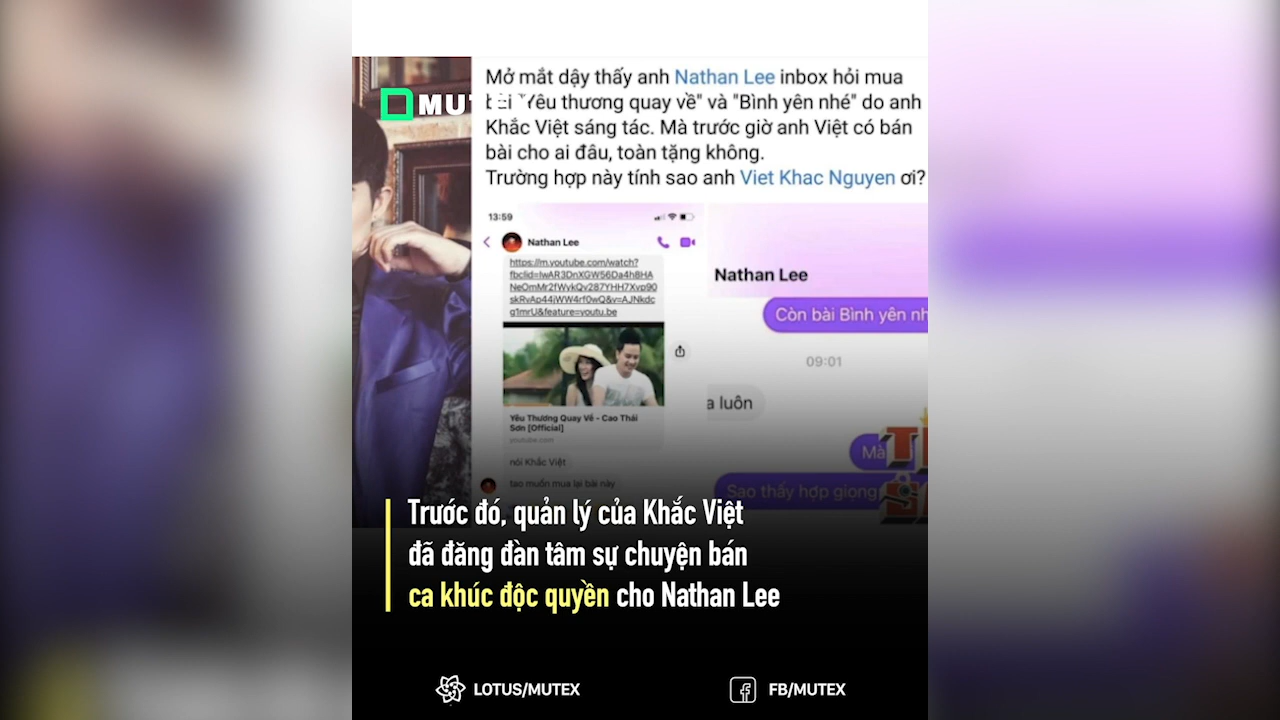 Mở mắt dậy thấy anh Nathan Lee inbox hỏi mua
bài "Yêu thương quay về" và "Bình yên nhé" do anh
Khắc Việt sáng tác. Mà trước giờ anh Việt có bán
bài cho ai đâu, toàn tặng không.
Trường hợp này tính sao anh Viet Khac Nguyen ơi?
MUTEX
13:59
Nathan Lee
https://m.youtube.com/watch?
fbclid=IwAR3DnXGW56Da4h8HA
NeOmMr2fWykQv287YHH7Xvp90
skRvAp44jWW4rf0wQ&v=AJNkdc
g1mrU&feature=youtu.be
Yêu Thương Quay Về - Cao Thái
Sơn [Official]
youtube.com
nói Khắc Việt
tao muốn mua lại bài này
Nathan Lee
Còn bài Bình yên nh
09:01
a luôn
Mà
Sao thấy hợp giọng
Trước đó, quản lý của Khắc Việt
đã đăng đàn tâm sự chuyện bán
ca khúc độc quyền cho Nathan Lee
LOTUS/MUTEX
FB/MUTEX